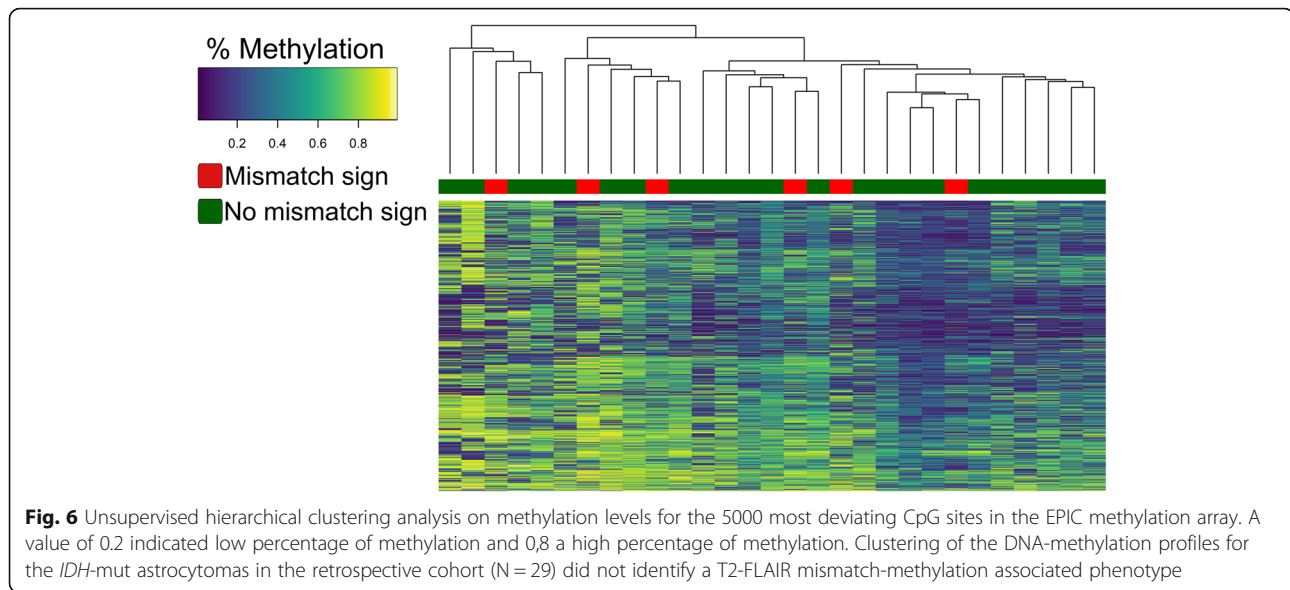 % Methylation
0.2 0.4 0.6 0.8
Mismatch sign
No mismatch sign
Fig. 6 Unsupervised hierarchical clustering analysis on methylation levels for the 5000 most deviating CpG sites in the EPIC methylation array. A
value of 0.2 indicated low percentage of methylation and 0,8 a high percentage of methylation. Clustering of the DNA-methylation profiles for
the IDH-mut astrocytomas in the retrospective cohort (N = 29) did not identify a T2-FLAIR mismatch-methylation associated phenotype